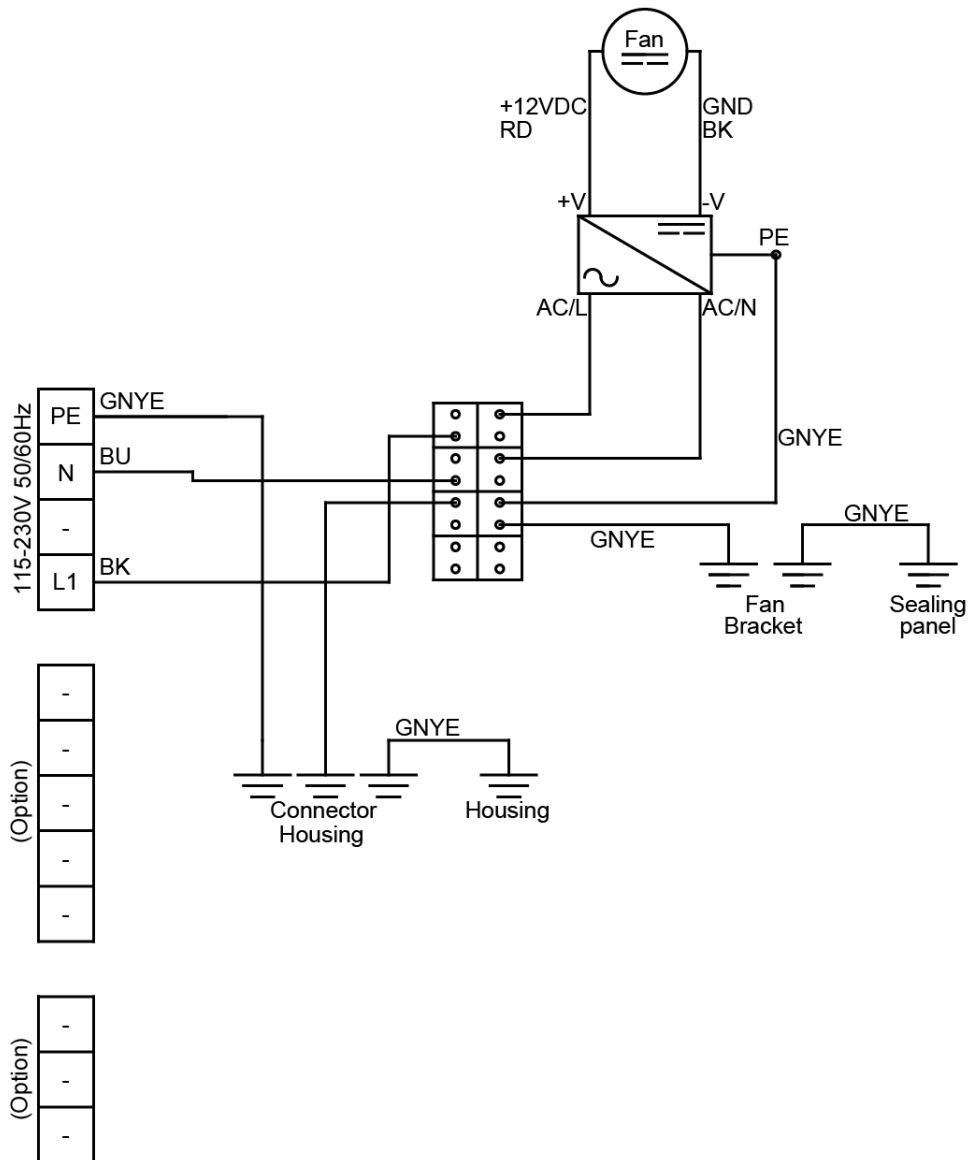 Fan
+12VDC
RD
GND
BK
+V
-V
PE
AC/L
AC/N
115-230V 50/60Hz
PE
GNYE
N
BU
-
L1
BK
GNYE
GNYE
GNYE
Fan
Bracket
Sealing
panel
GNYE
Connector
Housing
Housing
(Option)
-
-
-
-
-
(Option)
-
-
-